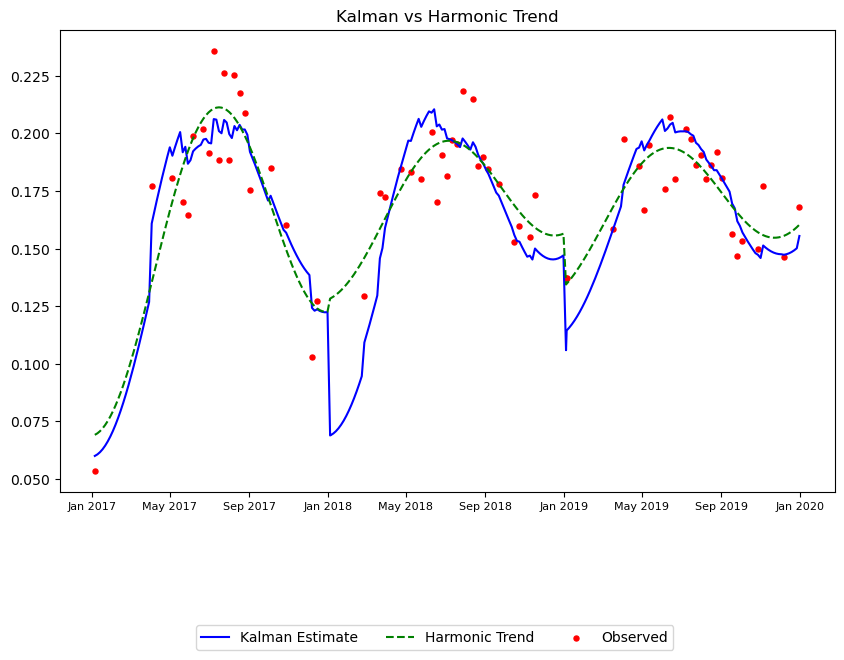 Kalman vs Harmonic Trend
0.225
0.200
0.175
0.150
0.125
0.100
0.075
0.050
Jan 2017 May 2017 Sep 2017 Jan 2018 May 2018 Sep 2018 Jan 2019 May 2019 Sep 2019 Jan 2020
Kalman Estimate Harmonic Trend Observed